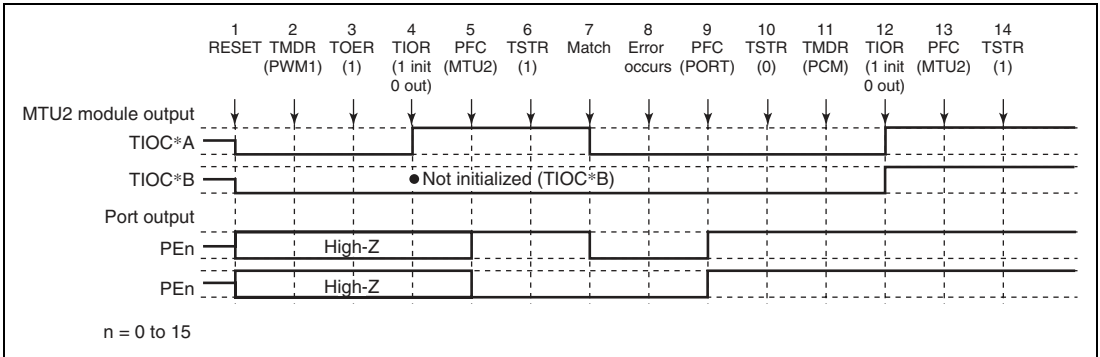 1 2 3 4 5 6 7 8 9 10 11 12 13 14
RESET TMDR TOER TIOR PFC TSTR Match Error PFC TSTR TMDR TIOR PFC TSTR
(PWM1) (1) (1 init (MTU2) (1) occurs (PORT) (0) (PCM) (1 init (MTU2) (1)
0 out) 0 out)
MTU2 module output
TIOC*A
TIOC*B
●Not initialized (TIOC*B)
Port output
PEn
High-Z
PEn
High-Z
n = 0 to 15